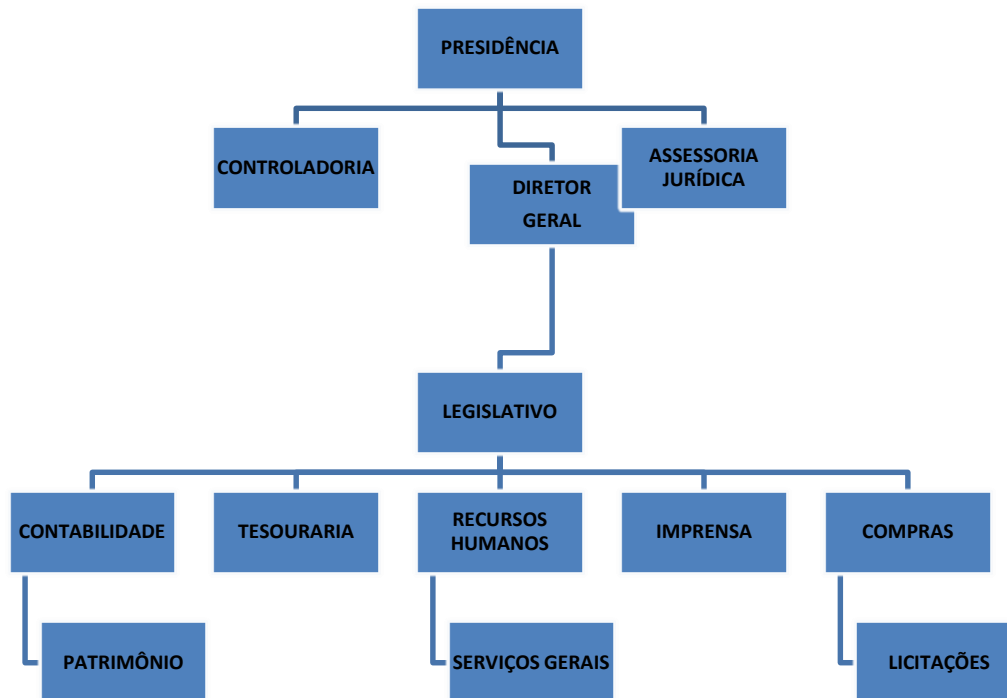 PRESIDÊNCIA
CONTROLADORIA
DIRETOR
GERAL
ASSESSORIA
JURÍDICA
LEGISLATIVO
CONTABILIDADE
TESOURARIA
RECURSOS
HUMANOS
IMPRENSA
COMPRAS
PATRIMÔNIO
SERVIÇOS GERAIS
LICITAÇÕES